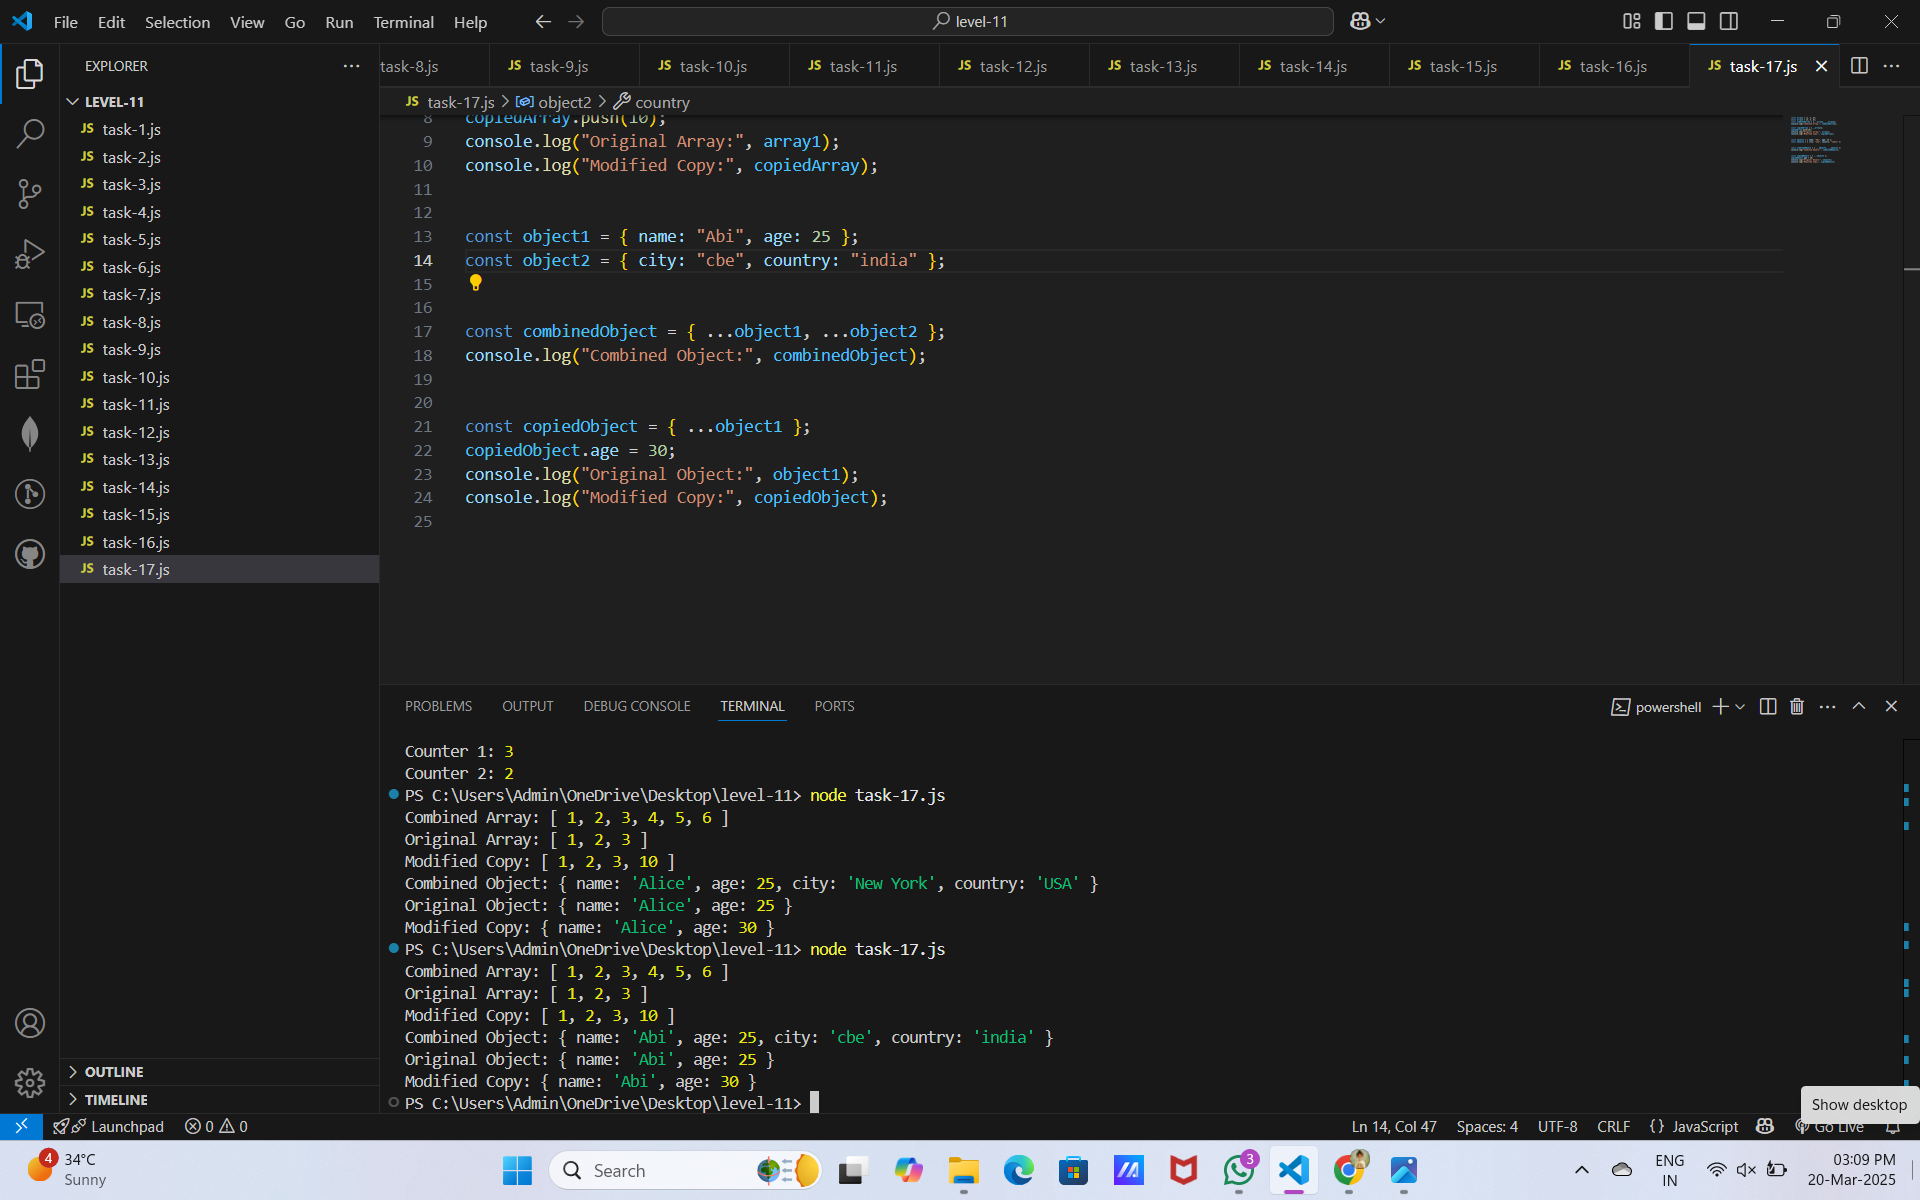 File Edit Selection View Go Run Terminal Help
level-11
EXPLORER
task-8.js
JS task-9.js
JS task-10.js
JS task-11.js
JS task-12.js
JS task-13.js
JS task-14.js
JS task-15.js
JS task-16.js
JS task-17.js
LEVEL-11
JS task-1.js
JS task-2.js
JS task-3.js
JS task-4.js
JS task-5.js
JS task-6.js
JS task-7.js
JS task-8.js
JS task-9.js
JS task-10.js
JS task-11.js
JS task-12.js
JS task-13.js
JS task-14.js
JS task-15.js
JS task-16.js
JS task-17.js
OUTLINE
TIMELINE
JS task-17.js > object2 > country
8 copiedArray.push(10);
9 console.log("Original Array:", array1);
10 console.log("Modified Copy:", copiedArray);
11
12
13 const object1 = { name: "Abi", age: 25 };
14 const object2 = { city: "cbe", country: "india" };
15
16
17 const combinedObject = { ...object1, ...object2 };
18 console.log("Combined Object:", combinedObject);
19
20
21 const copiedObject = { ...object1 };
22 copiedObject.age = 30;
23 console.log("Original Object:", object1);
24 console.log("Modified Copy:", copiedObject);
25
PROBLEMS OUTPUT DEBUG CONSOLE TERMINAL PORTS
powershell
Counter 1: 3
Counter 2: 2
PS C:\Users\Admin\OneDrive\Desktop\level-11> node task-17.js
Combined Array: [ 1, 2, 3, 4, 5, 6 ]
Original Array: [ 1, 2, 3 ]
Modified Copy: [ 1, 2, 3, 10 ]
Combined Object: { name: 'Alice', age: 25, city: 'New York', country: 'USA' }
Original Object: { name: 'Alice', age: 25 }
Modified Copy: { name: 'Alice', age: 30 }
PS C:\Users\Admin\OneDrive\Desktop\level-11> node task-17.js
Combined Array: [ 1, 2, 3, 4, 5, 6 ]
Original Array: [ 1, 2, 3 ]
Modified Copy: [ 1, 2, 3, 10 ]
Combined Object: { name: 'Abi', age: 25, city: 'cbe', country: 'india' }
Original Object: { name: 'Abi', age: 25 }
Modified Copy: { name: 'Abi', age: 30 }
PS C:\Users\Admin\OneDrive\Desktop\level-11>
Show desktop
Launchpad 0 0
Ln 14, Col 47 Spaces: 4 UTF-8 CRLF {} JavaScript Go Live
4
34°C
Sunny
Search
3
ENG
IN
03:09 PM
20-Mar-2025